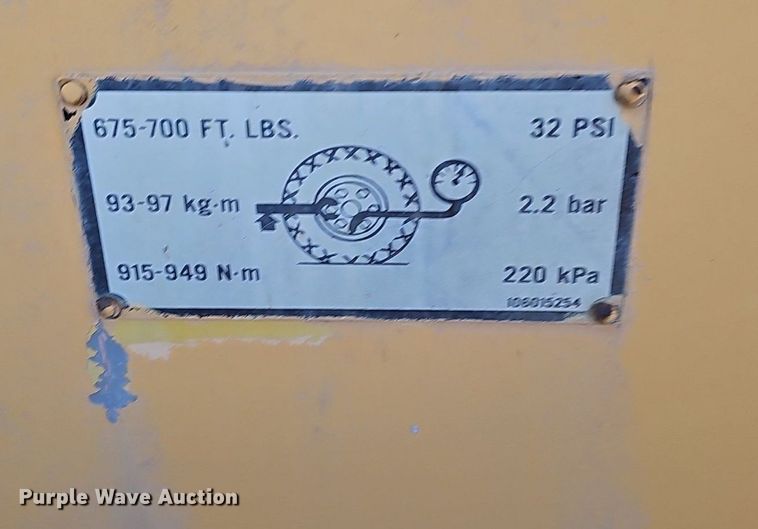 675-700 FT. LBS.
32 PSI
93-97 kg·m
2.2 bar
915-949 N·m
220 kPa
106015254
Purple Wave Auction